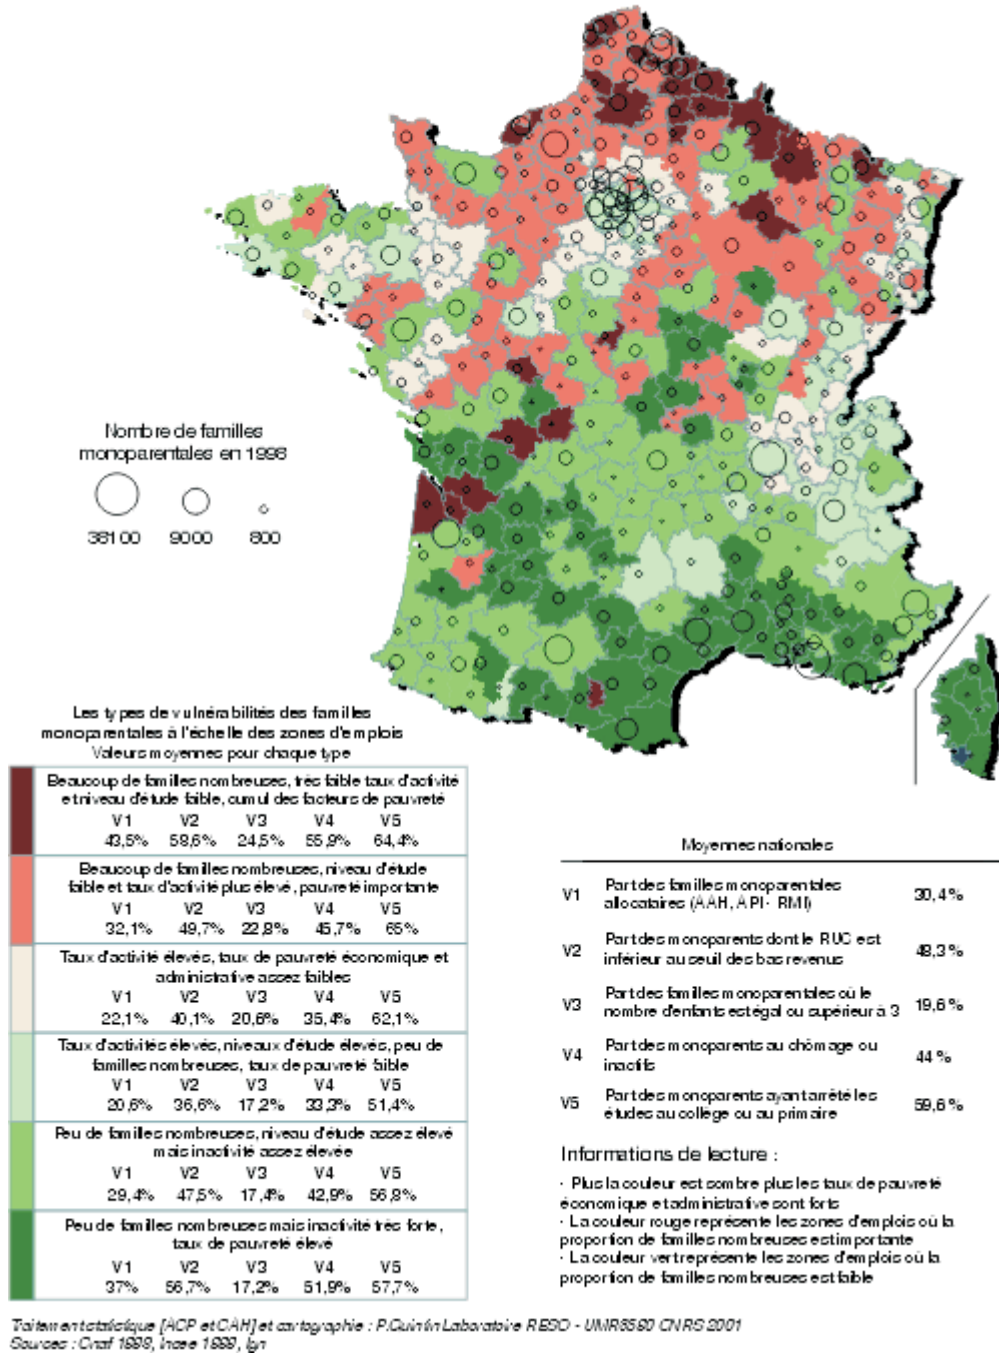 Nombre de familles
monoparentales en 1998
38100 9000 800
Les types de vulnérabilités des familles
monoparentales à l'échelle des zones d'emplois
Valeurs moyennes pour chaque type
Beaucoup de familles nombreuses, très faible taux d'activité
et niveau d'étude faible, cumul des facteurs de pauvreté
V1 V2 V3 V4 V5
43,5% 58,6% 24,5% 55,9% 64,4%
Beaucoup de familles nombreuses, niveau d'étude
faible et taux d'activité plus élevé, pauvreté importante
V1 V2 V3 V4 V5
32,1% 49,7% 22,8% 45,7% 65%
Taux d'activité élevés, taux de pauvreté économique et
administrative assez faibles
V1 V2 V3 V4 V5
22,1% 40,1% 20,6% 35,4% 62,1%
Taux d'activités élevés, niveaux d'étude élevés, peu de
familles nombreuses, taux de pauvreté faible
V1 V2 V3 V4 V5
20,6% 36,6% 17,2% 33,3% 51,4%
Peu de familles nombreuses, niveau d'étude assez élevé
mais inactivité assez élevée
V1 V2 V3 V4 V5
29,4% 47,5% 17,4% 42,9% 56,8%
Peu de familles nombreuses mais inactivité très forte,
taux de pauvreté élevé
V1 V2 V3 V4 V5
37% 56,7% 17,2% 51,9% 57,7%
Moyennes nationales
V1 Part des familles monoparentales
allocataires (AAH, API - RMI) 30,4%
V2 Part des monoparents dont le RUC est
inférieur au seuil des bas revenus 48,3%
V3 Part des familles monoparentales où le
nombre d'enfants est égal ou supérieur à 3 19,6%
V4 Part des monoparents au chômage ou
inactifs 44 %
V5 Part des monoparents ayant arrêté les
études au collège ou au primaire 59,6%
Informations de lecture :
· Plus la couleur est sombre plus les taux de pauvreté
économique et administrative sont forts
· La couleur rouge représente les zones d'emplois où la
proportion de familles nombreuses est importante
· La couleur vert représente les zones d'emplois où la
proportion de familles nombreuses est faible
Traitement statistique [ACP et CAH] et cartographie : P.Guintin Laboratoire RESO - UMR6590 CNRS 2001
Sources : Cnaf 1998, Insee 1999, Ign